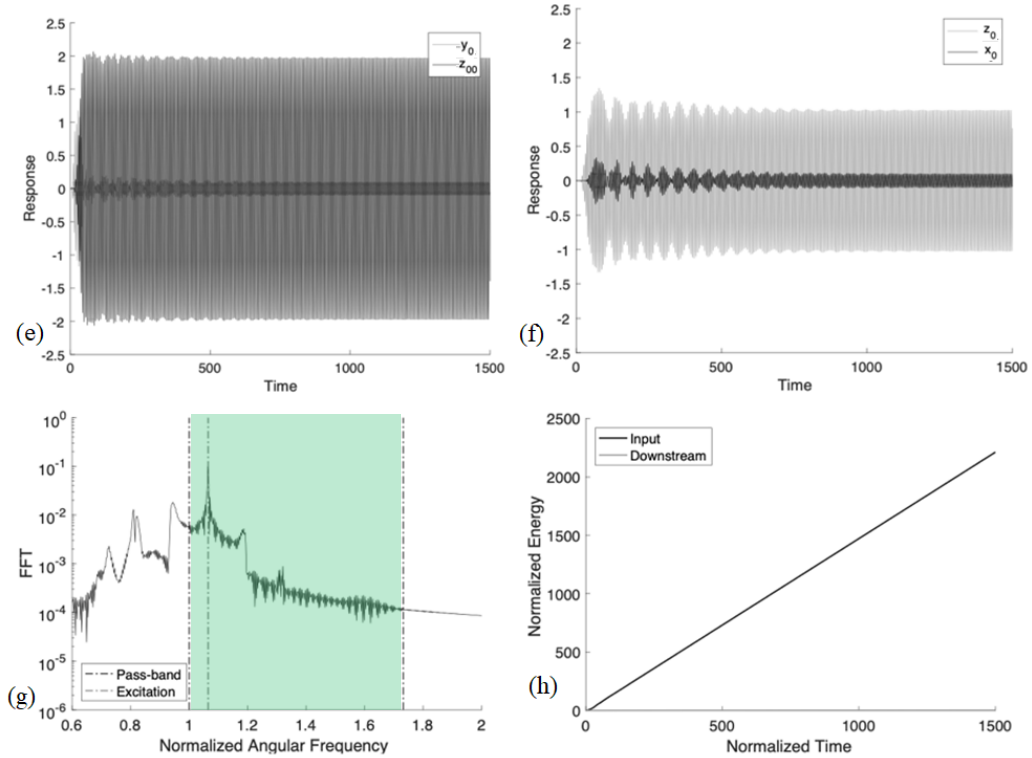 2.5
2
1.5
1
0.5
0
-0.5
-1
-1.5
-2
-2.5
Response
y0
z00
0
500
1000
1500
Time
(e)
2.5
2
1.5
1
0.5
0
-0.5
-1
-1.5
-2
-2.5
Response
z0
x0
0
500
1000
1500
Time
(f)
10^0
10^-1
10^-2
10^-3
10^-4
10^-5
10^-6
FFT
Pass-band
Excitation
0.6
0.8
1
1.2
1.4
1.6
1.8
2
Normalized Angular Frequency
(g)
2500
2000
1500
1000
500
0
Normalized Energy
Input
Downstream
0
500
1000
1500
Normalized Time
(h)